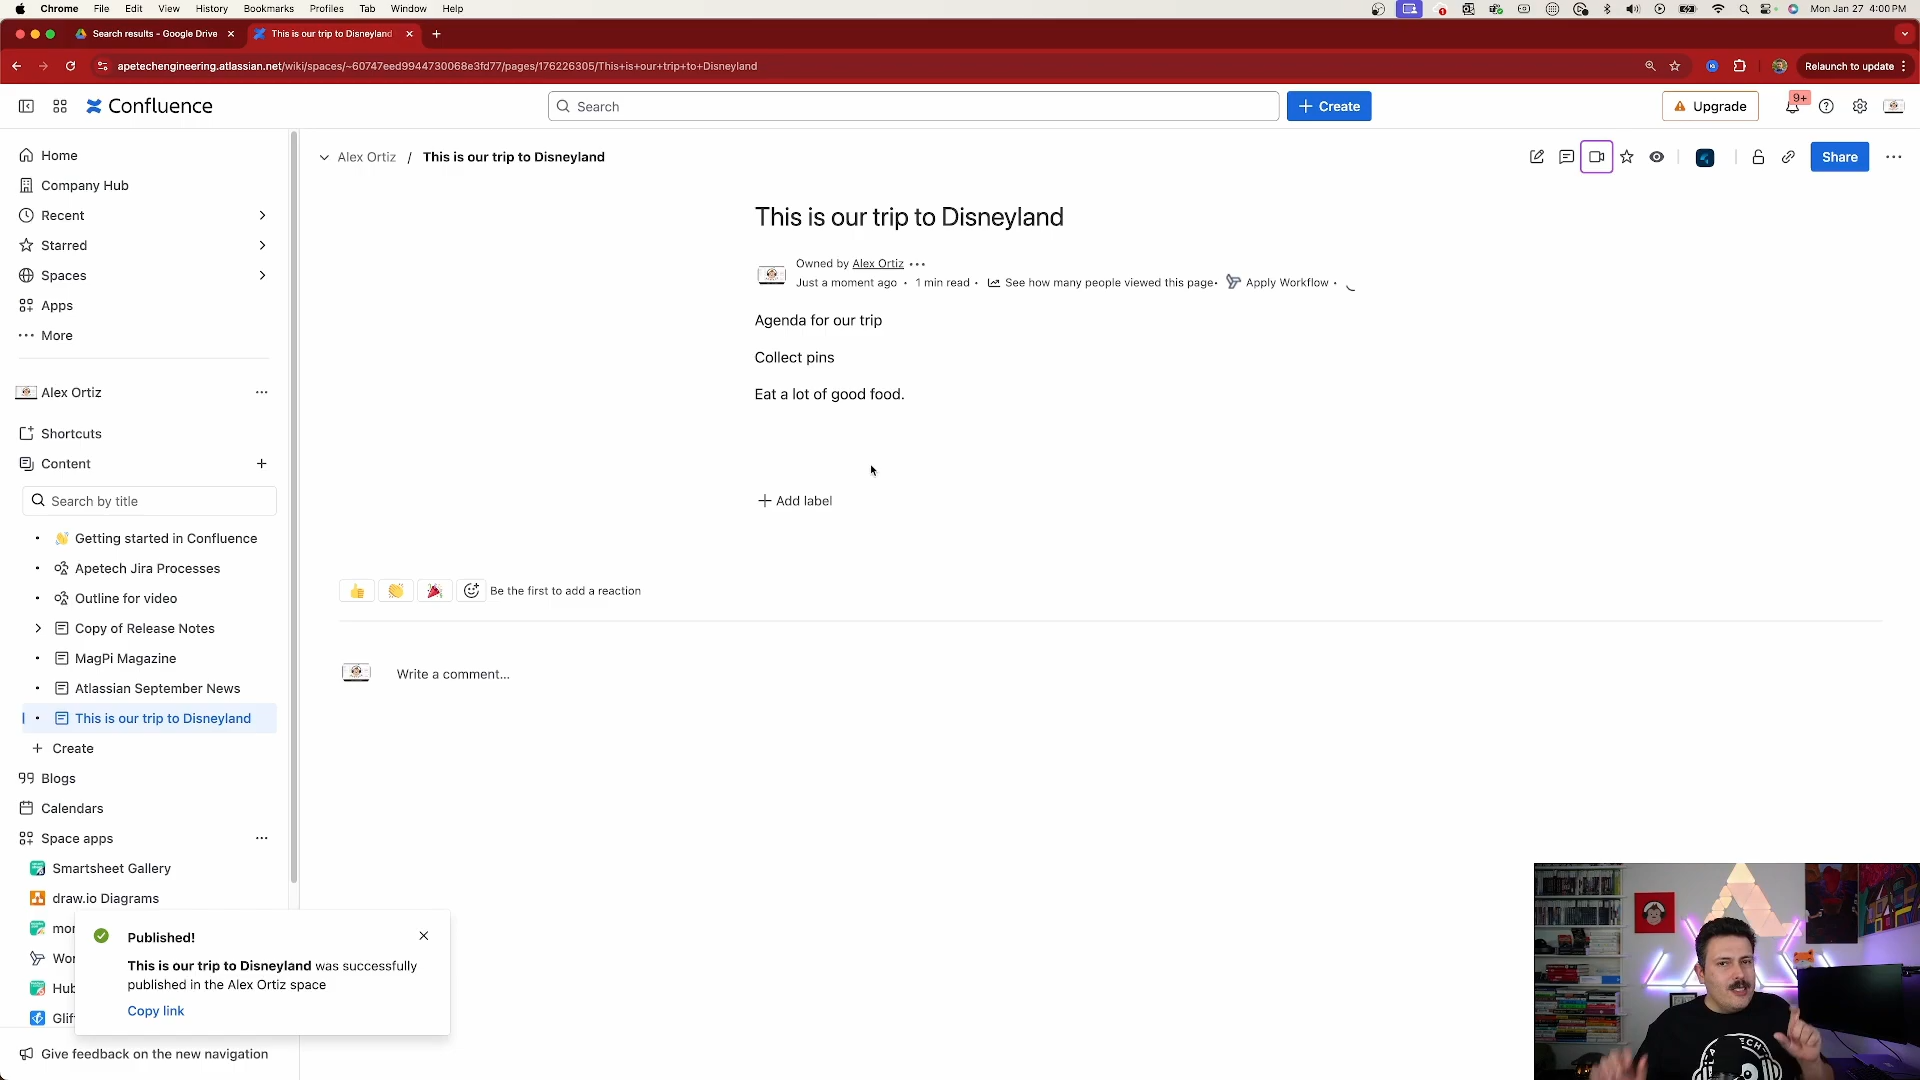 Chrome File Edit View History Bookmarks Profiles Tab Window Help Mon Jan 27 4:00 PM
Search results - Google Drive This is our trip to Disneyland
apetechengineering.atlassian.net/wiki/spaces/~60747eed9944730068e3fd77/pages/176226305/This+is+our+trip+to+Disneyland Relaunch to update
Confluence Search Create Upgrade 9+
Home
Company Hub
Recent
Starred
Spaces
Apps
More
Alex Ortiz
Shortcuts
Content
Search by title
Getting started in Confluence
Apetech Jira Processes
Outline for video
Copy of Release Notes
MagPi Magazine
Atlassian September News
This is our trip to Disneyland
Create
Blogs
Calendars
Space apps
Smartsheet Gallery
draw.io Diagrams
Give feedback on the new navigation
Alex Ortiz / This is our trip to Disneyland Share
This is our trip to Disneyland
Owned by Alex Ortiz
Just a moment ago • 1 min read • See how many people viewed this page• Apply Workflow •
Agenda for our trip
Collect pins
Eat a lot of good food.
Add label
Be the first to add a reaction
Write a comment...
Published!
This is our trip to Disneyland was successfully
published in the Alex Ortiz space
Copy link